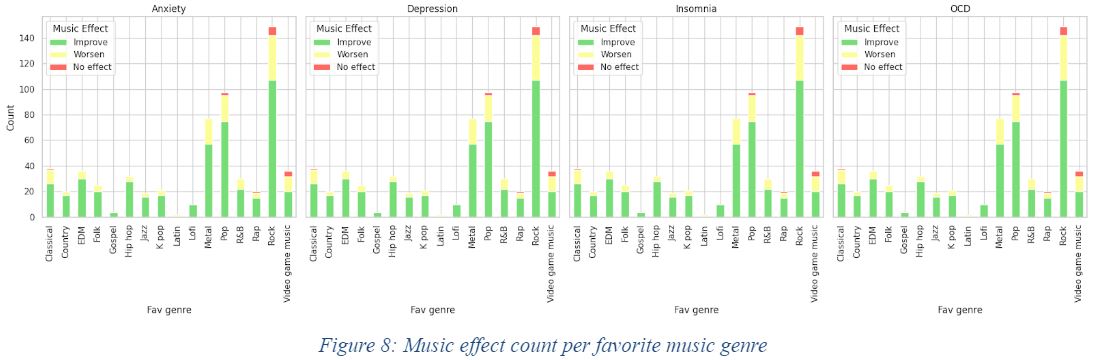 Anxiety
Depression
Insomnia
OCD
Music Effect
Improve
Worsen
No effect
Music Effect
Improve
Worsen
No effect
Music Effect
Improve
Worsen
No effect
Music Effect
Improve
Worsen
No effect
Count
140
120
100
80
60
40
20
0
Classical
Country
EDM
Folk
Gospel
Hip hop
Jazz
K pop
Latin
Lofi
Metal
Pop
R&B
Rap
Rock
Video game music
Classical
Country
EDM
Folk
Gospel
Hip hop
Jazz
K pop
Latin
Lofi
Metal
Pop
R&B
Rap
Rock
Video game music
Classical
Country
EDM
Folk
Gospel
Hip hop
Jazz
K pop
Latin
Lofi
Metal
Pop
R&B
Rap
Rock
Video game music
Classical
Country
EDM
Folk
Gospel
Hip hop
Jazz
K pop
Latin
Lofi
Metal
Pop
R&B
Rap
Rock
Video game music
Fav genre
Fav genre
Fav genre
Fav genre
Figure 8: Music effect count per favorite music genre